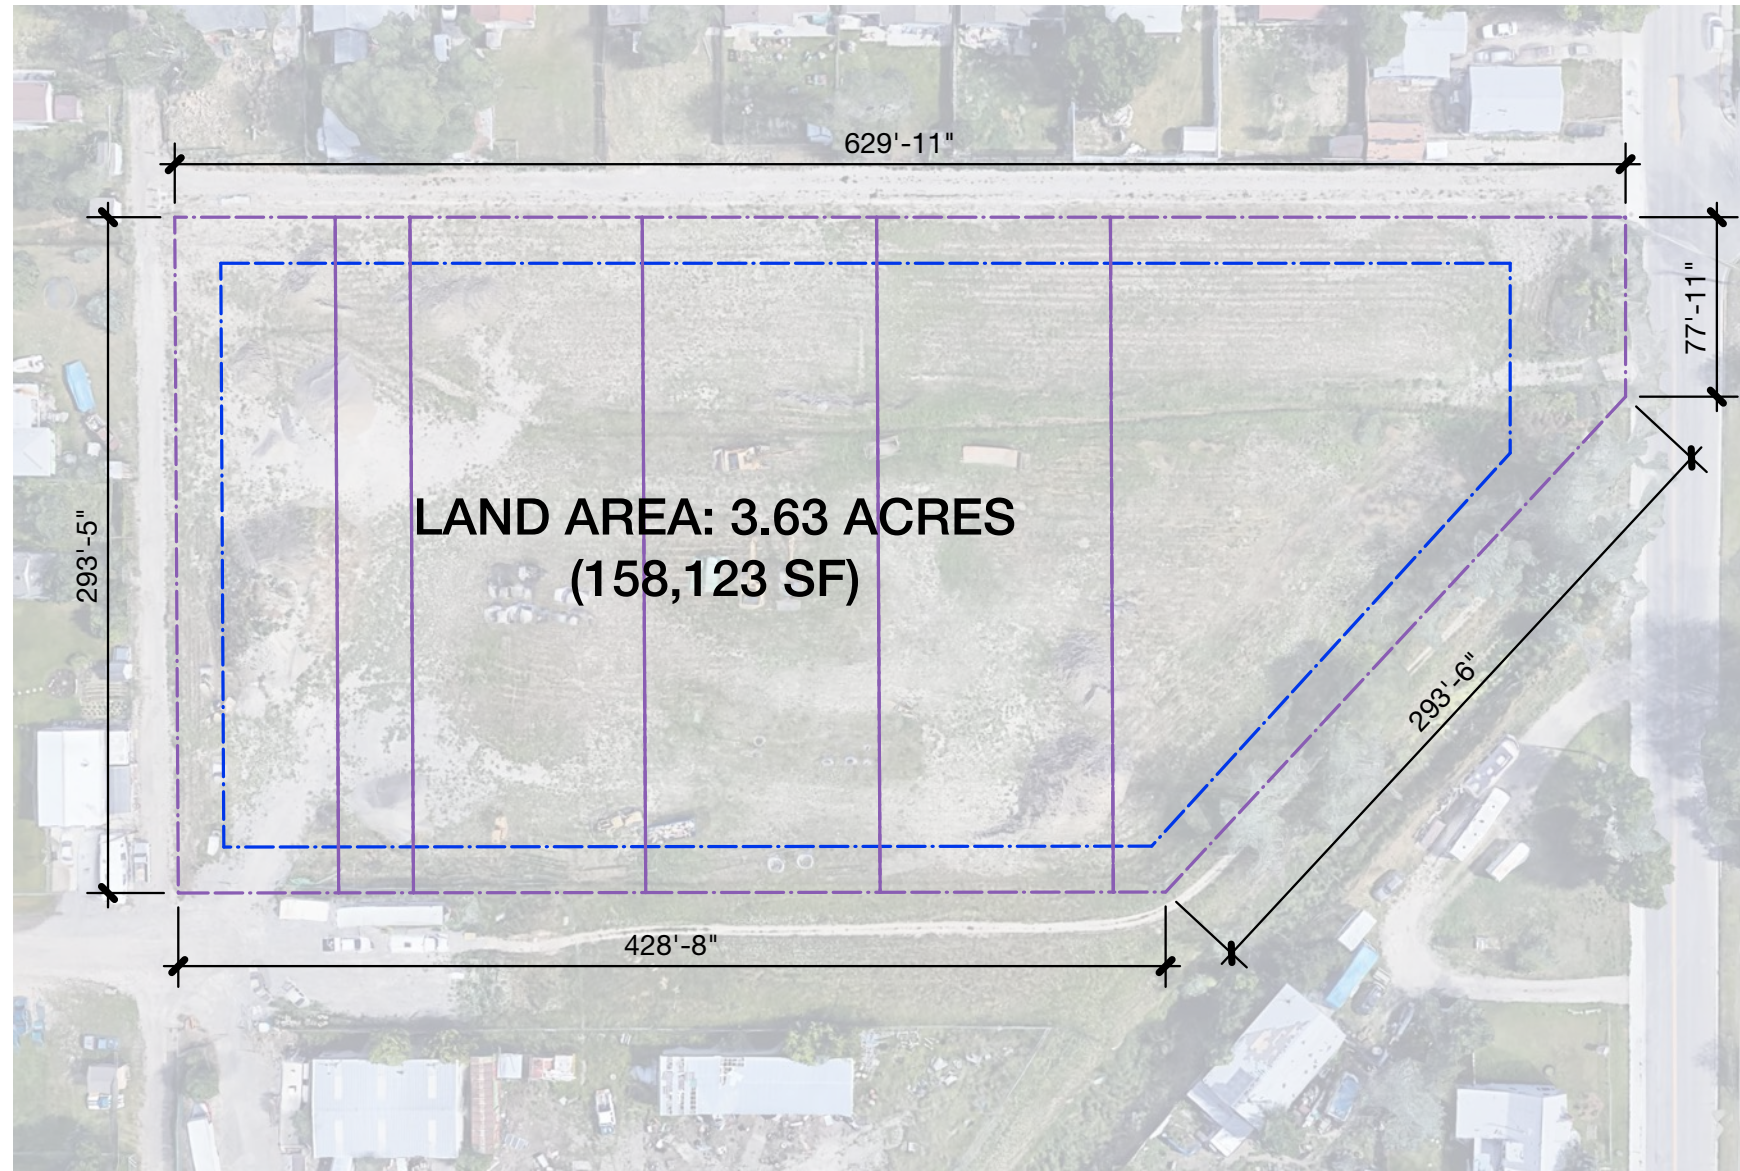 629'-11"
77'-11"
LAND AREA: 3.63 ACRES
(158,123 SF)
293'-5"
293'-6"
428'-8"